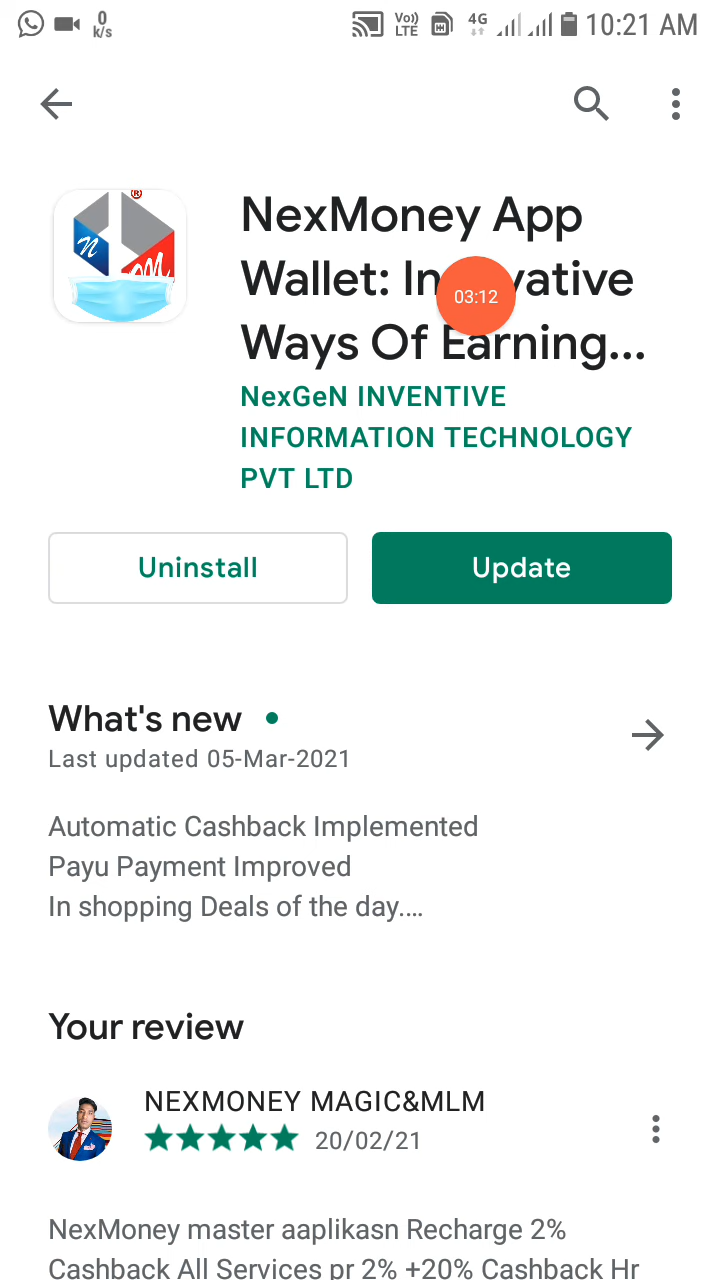 0
k/s
Vo))
LTE
4G
10:21 AM
®
n
m
NexMoney App
Wallet: In vative
Ways Of Earning...
03:12
NexGeN INVENTIVE
INFORMATION TECHNOLOGY
PVT LTD
Uninstall
Update
What's new
Last updated 05-Mar-2021
Automatic Cashback Implemented
Payu Payment Improved
In shopping Deals of the day....
Your review
NEXMONEY MAGIC&MLM
20/02/21
NexMoney master aaplikasn Recharge 2%
Cashback All Services pr 2% +20% Cashback Hr